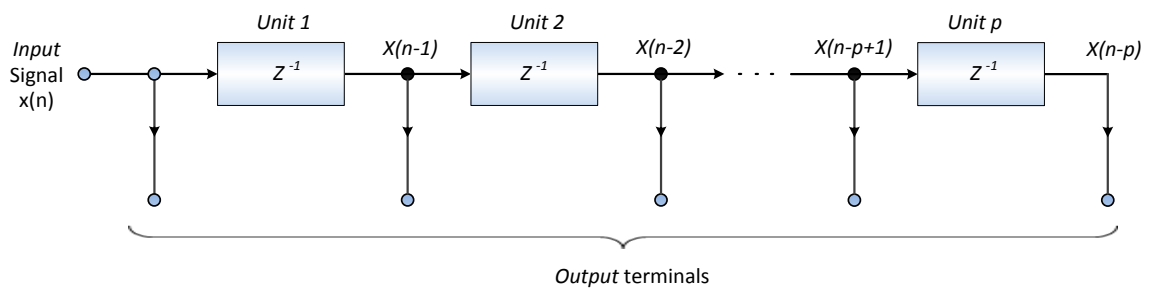 Unit 1
Unit 2
Unit p
Input
Signal
x(n)
Z -1
X(n-1)
Z -1
X(n-2)
. . .
X(n-p+1)
Z -1
X(n-p)
Output terminals